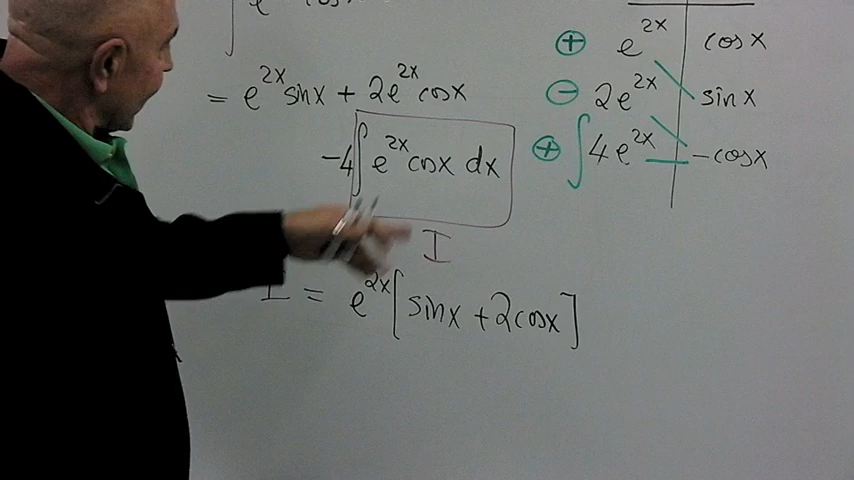 = e^{2x} sinx + 2e^{2x} cosx
-4 ∫ e^{2x} cosx dx
I
I = e^{2x} [ sinx + 2cosx ]
⊕ e^{2x} cosx
⊖ 2e^{2x} sinx
⊕ ∫ 4e^{2x} -cosx